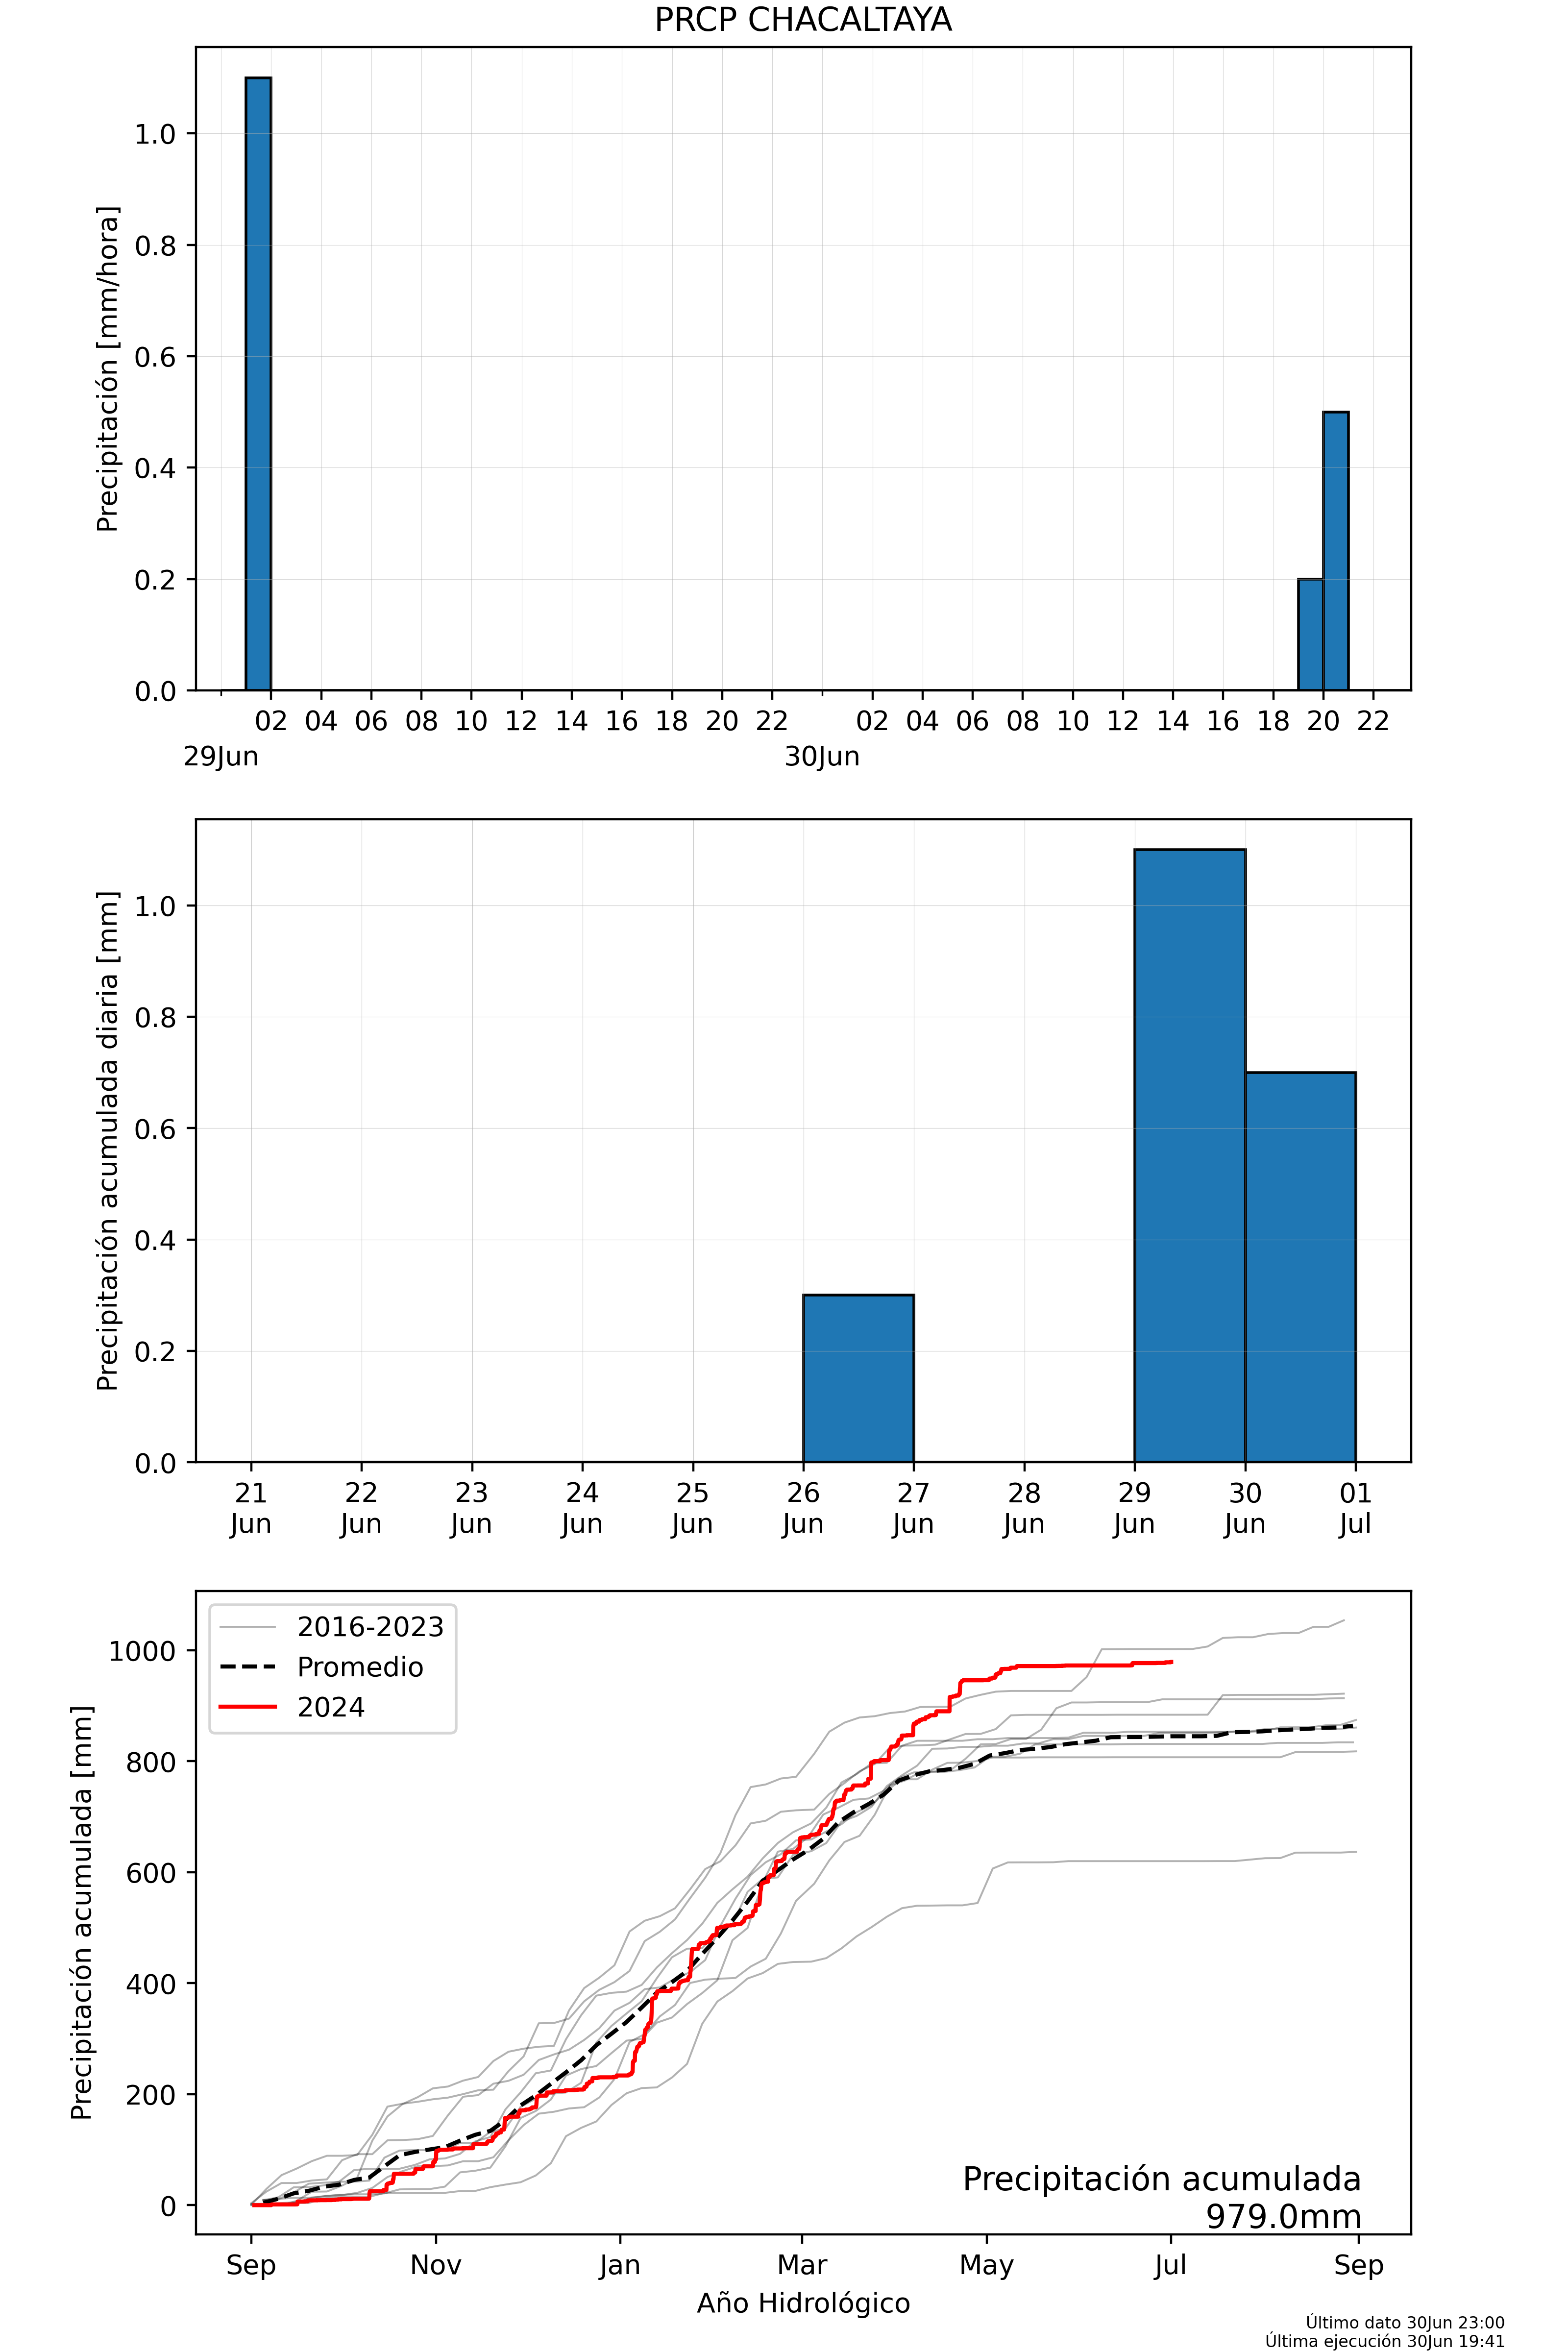 PRCP CHACALTAYA
Precipitación [mm/hora]
1.0
0.8
0.6
0.4
0.2
0.0
02 04 06 08 10 12 14 16 18 20 22 02 04 06 08 10 12 14 16 18 20 22
29Jun 30Jun
Precipitación acumulada diaria [mm]
1.0
0.8
0.6
0.4
0.2
0.0
21 22 23 24 25 26 27 28 29 30 01
Jun Jun Jun Jun Jun Jun Jun Jun Jun Jun Jul
Precipitación acumulada [mm]
1000
800
600
400
200
0
2016-2023
Promedio
2024
Precipitación acumulada
979.0mm
Sep Nov Jan Mar May Jul Sep
Año Hidrológico
Último dato 30Jun 23:00
Última ejecución 30Jun 19:41